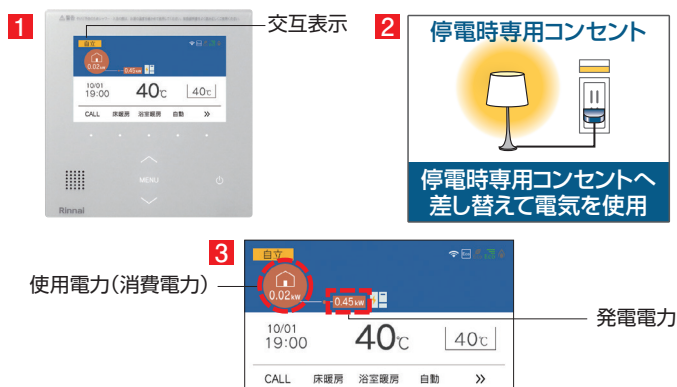 1
交互表示
自立
0.02kW
0.45kW
10/01
19:00
40℃
40℃
CALL 床暖房 浴室暖房 自動 »
MENU
Rinnai
2
停電時専用コンセント
停電時専用コンセントへ
差し替えて電気を使用
3
自立
使用電力(消費電力)
0.02kW
0.45kW
発電電力
10/01
19:00
40℃
40℃
CALL 床暖房 浴室暖房 自動 »